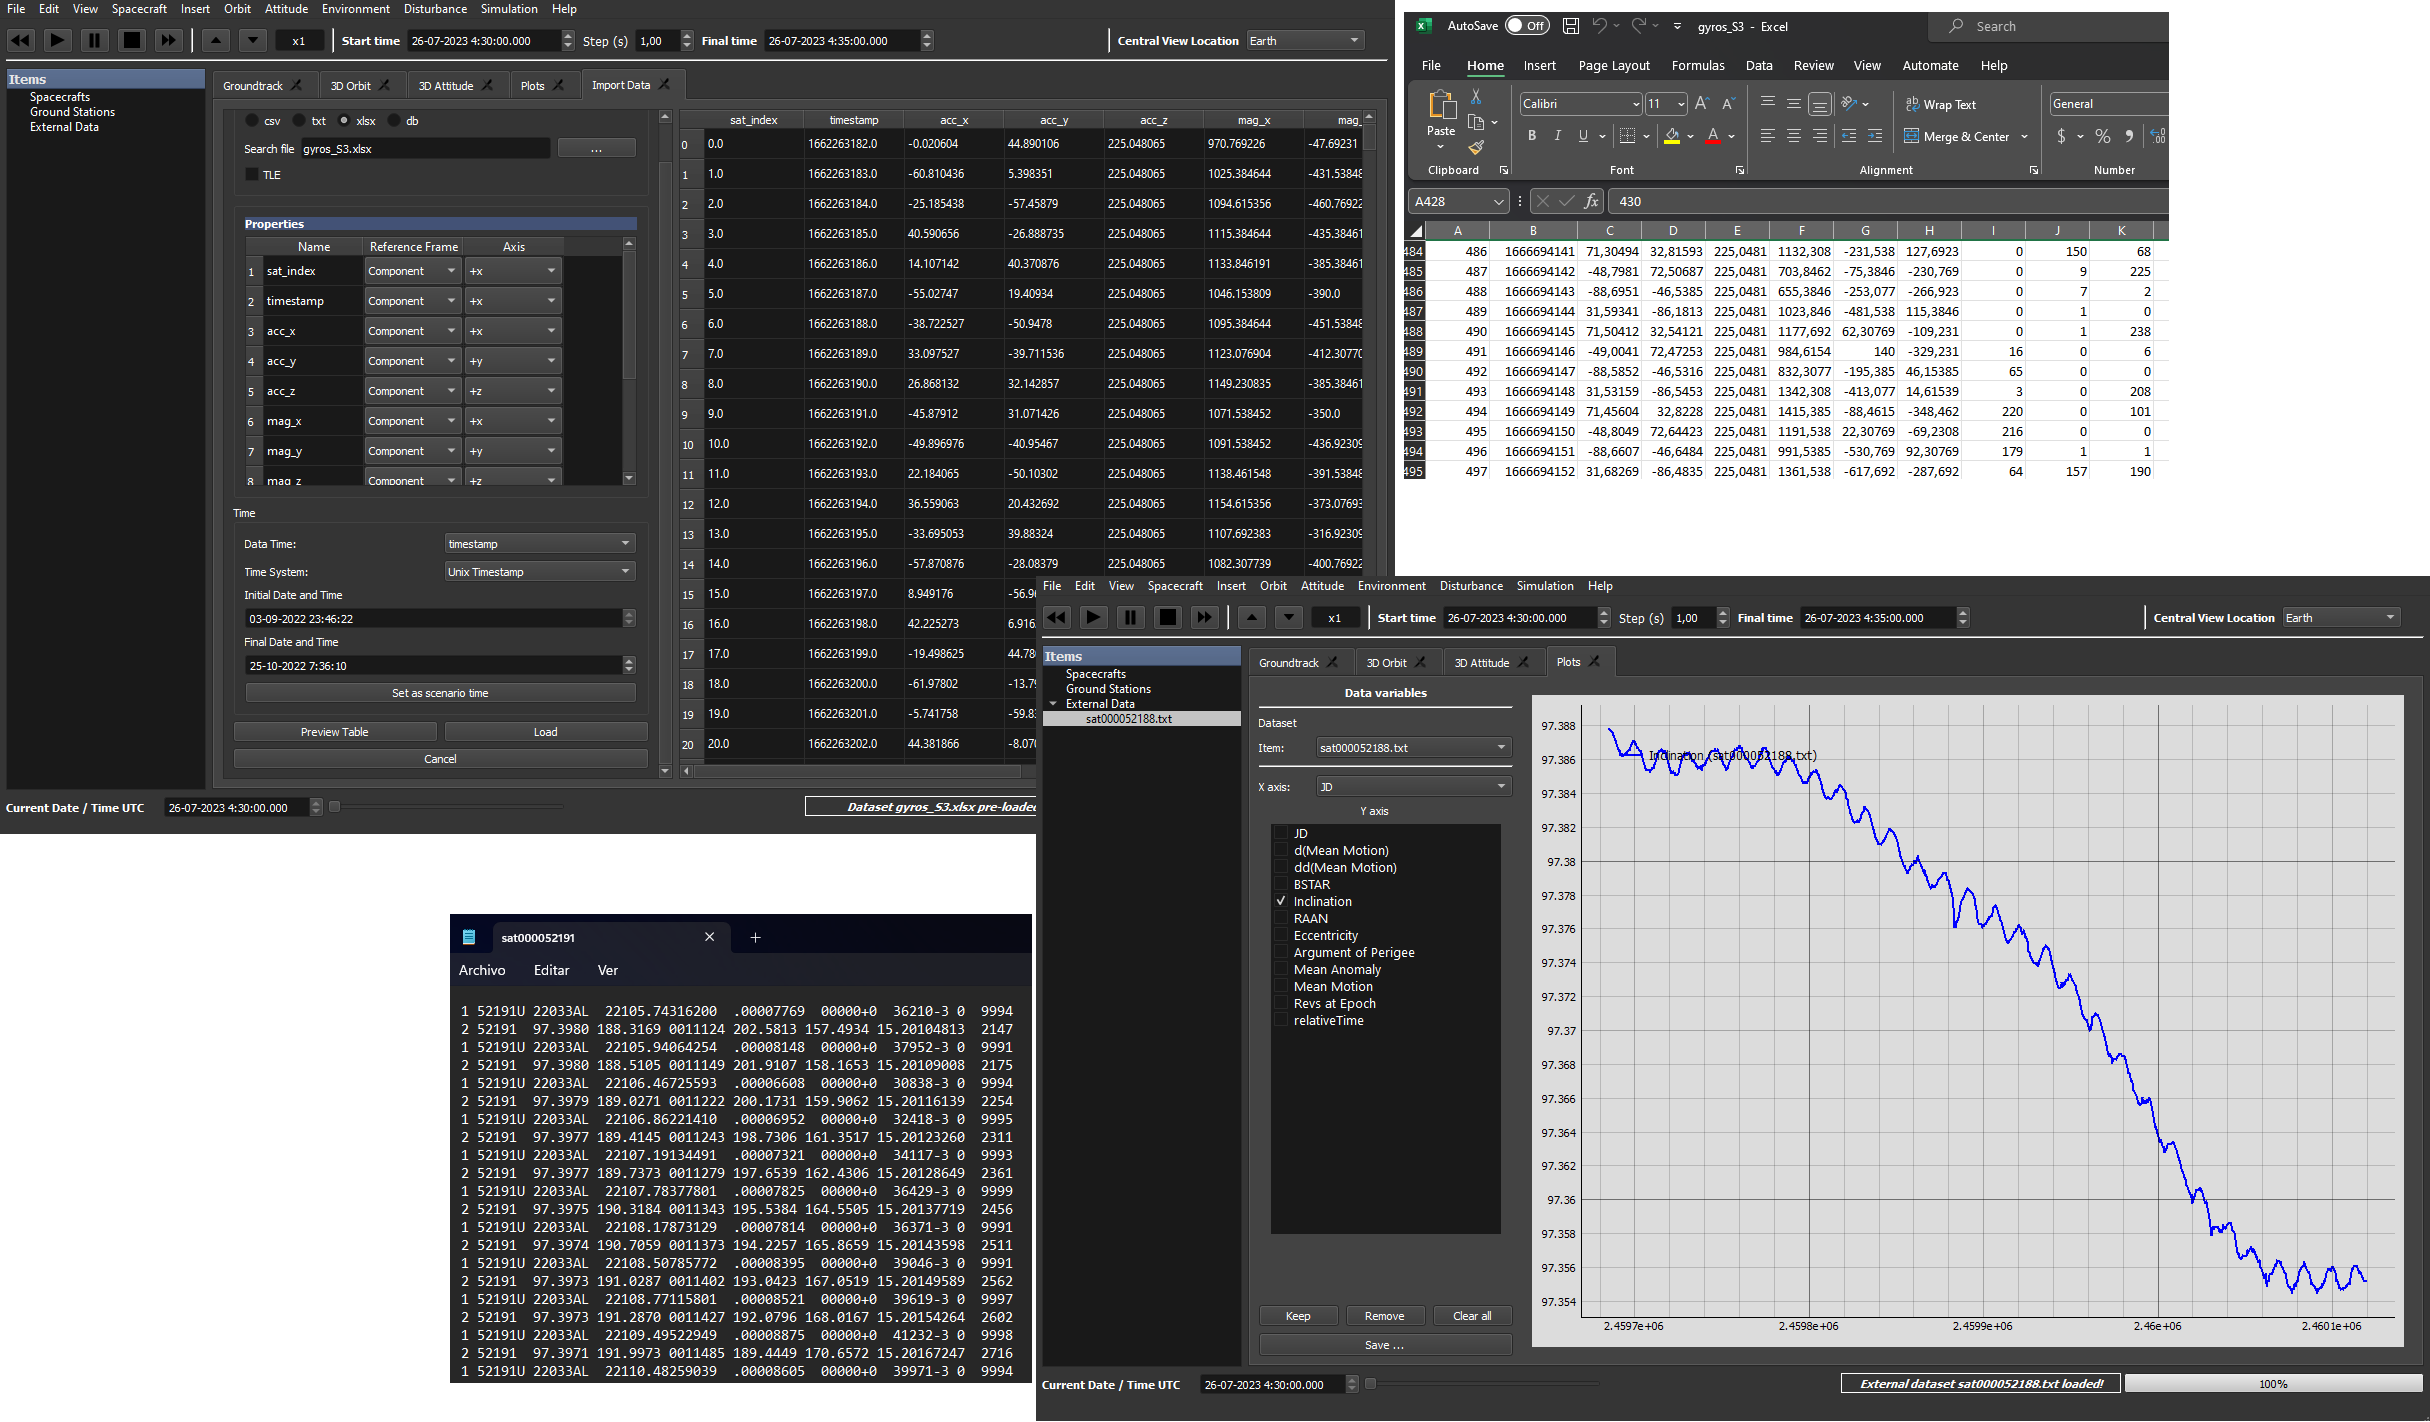 File Edit View Spacecraft Insert Orbit Attitude Environment Disturbance Simulation Help
x1 Start time 26-07-2023 4:30:00.000 Step (s) 1,00 Final time 26-07-2023 4:35:00.000 Central View Location Earth
Items
Spacecrafts
Ground Stations
External Data
Groundtrack 3D Orbit 3D Attitude Plots Import Data
csv txt xlsx db
Search file gyros_S3.xlsx ...
TLE
Properties
Name Reference Frame Axis
1 sat_index Component +x
2 timestamp Component +x
3 acc_x Component +x
4 acc_y Component +y
5 acc_z Component +z
6 mag_x Component +x
7 mag_y Component +y
8 mag_z Component +z
Time
Data Time: timestamp
Time System: Unix Timestamp
Initial Date and Time
03-09-2022 23:46:22
Final Date and Time
25-10-2022 7:36:10
Set as scenario time
Preview Table Load
Cancel
sat_index timestamp acc_x acc_y acc_z mag_x mag_
0 0.0 1662263182.0 -0.020604 44.890106 225.048065 970.769226 -47.69231
1 1.0 1662263183.0 -60.810436 5.398351 225.048065 1025.384644 -431.53848
2 2.0 1662263184.0 -25.185438 -57.45879 225.048065 1094.615356 -460.76922
3 3.0 1662263185.0 40.590656 -26.888735 225.048065 1115.384644 -435.38461
4 4.0 1662263186.0 14.107142 40.370876 225.048065 1133.846191 -385.38461
5 5.0 1662263187.0 -55.02747 19.40934 225.048065 1046.153809 -390.0
6 6.0 1662263188.0 -38.722527 -50.9478 225.048065 1095.384644 -451.53848
7 7.0 1662263189.0 33.097527 -39.711536 225.048065 1123.076904 -412.30770
8 8.0 1662263190.0 26.868132 32.142857 225.048065 1149.230835 -385.38461
9 9.0 1662263191.0 -45.87912 31.071426 225.048065 1071.538452 -350.0
10 10.0 1662263192.0 -49.896976 -40.95467 225.048065 1091.538452 -436.92309
11 11.0 1662263193.0 22.184065 -50.10302 225.048065 1138.461548 -391.53848
12 12.0 1662263194.0 36.559063 20.432692 225.048065 1154.615356 -373.07693
13 13.0 1662263195.0 -33.695053 39.88324 225.048065 1107.692383 -316.92309
14 14.0 1662263196.0 -57.870876 -28.08379 225.048065 1082.307739 -400.76922
15 15.0 1662263197.0 8.949176
16 16.0 1662263198.0 42.225273 6.916
17 17.0 1662263199.0 -19.498625 44.78
18 18.0 1662263200.0 -61.97802 -13.7
19 19.0 1662263201.0 -5.741758 -59.8
20 20.0 1662263202.0 44.381866 -8.07
Current Date / Time UTC 26-07-2023 4:30:00.000 Dataset gyros_S3.xlsx pre-loaded
AutoSave Off gyros_S3 - Excel Search
File Home Insert Page Layout Formulas Data Review View Automate Help
Paste Calibri 11 Wrap Text General
B I U Merge & Center $ %
Clipboard Font Alignment Number
A428 fx 430
A B C D E F G H I J K
484 486 1666694141 71,30494 32,81593 225,0481 1132,308 -231,538 127,6923 0 150 68
485 487 1666694142 -48,7981 72,50687 225,0481 703,8462 -75,3846 -230,769 0 9 225
486 488 1666694143 -88,6951 -46,5385 225,0481 655,3846 -253,077 -266,923 0 7 2
487 489 1666694144 31,59341 -86,1813 225,0481 1023,846 -481,538 115,3846 0 1 0
488 490 1666694145 71,50412 32,54121 225,0481 1177,692 62,30769 -109,231 0 1 238
489 491 1666694146 -49,0041 72,47253 225,0481 984,6154 140 -329,231 16 0 6
490 492 1666694147 -88,5852 -46,5316 225,0481 832,3077 -195,385 46,15385 65 0 0
491 493 1666694148 31,53159 -86,5453 225,0481 1342,308 -413,077 14,61539 3 0 208
492 494 1666694149 71,45604 32,8228 225,0481 1415,385 -88,4615 -348,462 220 0 101
493 495 1666694150 -48,8049 72,64423 225,0481 1191,538 22,30769 -69,2308 216 0 0
494 496 1666694151 -88,6607 -46,6484 225,0481 991,5385 -530,769 92,30769 179 1 1
495 497 1666694152 31,68269 -86,4835 225,0481 1361,538 -617,692 -287,692 64 157 190
sat000052191
Archivo Editar Ver
1 52191U 22033AL 22105.74316200 .00007769 00000+0 36210-3 0 9994
2 52191 97.3980 188.3169 0011124 202.5813 157.4934 15.20104813 2147
1 52191U 22033AL 22105.94064254 .00008148 00000+0 37952-3 0 9991
2 52191 97.3980 188.5105 0011149 201.9107 158.1653 15.20109008 2175
1 52191U 22033AL 22106.46725593 .00006608 00000+0 30838-3 0 9994
2 52191 97.3979 189.0271 0011222 200.1731 159.9062 15.20116139 2254
1 52191U 22033AL 22106.86221410 .00006952 00000+0 32418-3 0 9995
2 52191 97.3977 189.4145 0011243 198.7306 161.3517 15.20123260 2311
1 52191U 22033AL 22107.19134491 .00007321 00000+0 34117-3 0 9993
2 52191 97.3977 189.7373 0011279 197.6539 162.4306 15.20128649 2361
1 52191U 22033AL 22107.78377801 .00007825 00000+0 36429-3 0 9999
2 52191 97.3975 190.3184 0011343 195.5384 164.5505 15.20137719 2456
1 52191U 22033AL 22108.17873129 .00007814 00000+0 36371-3 0 9991
2 52191 97.3974 190.7059 0011373 194.2257 165.8659 15.20143598 2511
1 52191U 22033AL 22108.50785772 .00008395 00000+0 39046-3 0 9991
2 52191 97.3973 191.0287 0011402 193.0423 167.0519 15.20149589 2562
1 52191U 22033AL 22108.77115801 .00008521 00000+0 39619-3 0 9997
2 52191 97.3973 191.2870 0011427 192.0796 168.0167 15.20154264 2602
1 52191U 22033AL 22109.49522949 .00008875 00000+0 41232-3 0 9998
2 52191 97.3971 191.9973 0011485 189.4449 170.6572 15.20167247 2716
1 52191U 22033AL 22110.48259039 .00008605 00000+0 39971-3 0 9994
File Edit View Spacecraft Insert Orbit Attitude Environment Disturbance Simulation Help
x1 Start time 26-07-2023 4:30:00.000 Step (s) 1,00 Final time 26-07-2023 4:35:00.000 Central View Location Earth
Items
Spacecrafts
Ground Stations
External Data
sat000052188.txt
Groundtrack 3D Orbit 3D Attitude Plots
Data variables
Dataset
Item: sat000052188.txt
X axis: JD
Y axis
JD
d(Mean Motion)
dd(Mean Motion)
BSTAR
Inclination
RAAN
Eccentricity
Argument of Perigee
Mean Anomaly
Mean Motion
Revs at Epoch
relativeTime
Keep Remove Clear all
Save ...
Inclination (sat000052188.txt)
97.388
97.386
97.384
97.382
97.38
97.378
97.376
97.374
97.372
97.37
97.368
97.366
97.364
97.362
97.36
97.358
97.356
97.354
2.4597e+06 2.4598e+06 2.4599e+06 2.46e+06 2.4601e+06
Current Date / Time UTC 26-07-2023 4:30:00.000 External dataset sat000052188.txt loaded! 100%